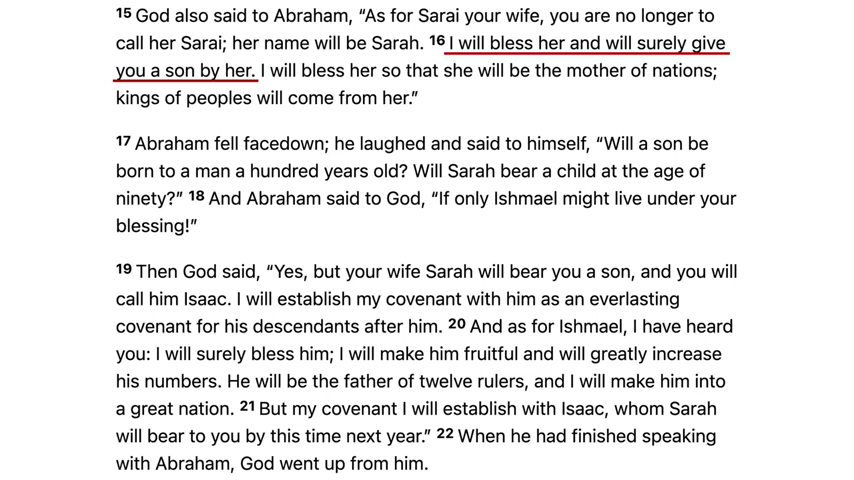 15 God also said to Abraham, “As for Sarai your wife, you are no longer to
call her Sarai; her name will be Sarah. 16 I will bless her and will surely give
you a son by her. I will bless her so that she will be the mother of nations;
kings of peoples will come from her.”
17 Abraham fell facedown; he laughed and said to himself, “Will a son be
born to a man a hundred years old? Will Sarah bear a child at the age of
ninety?” 18 And Abraham said to God, “If only Ishmael might live under your
blessing!”
19 Then God said, “Yes, but your wife Sarah will bear you a son, and you will
call him Isaac. I will establish my covenant with him as an everlasting
covenant for his descendants after him. 20 And as for Ishmael, I have heard
you: I will surely bless him; I will make him fruitful and will greatly increase
his numbers. He will be the father of twelve rulers, and I will make him into
a great nation. 21 But my covenant I will establish with Isaac, whom Sarah
will bear to you by this time next year.” 22 When he had finished speaking
with Abraham, God went up from him.